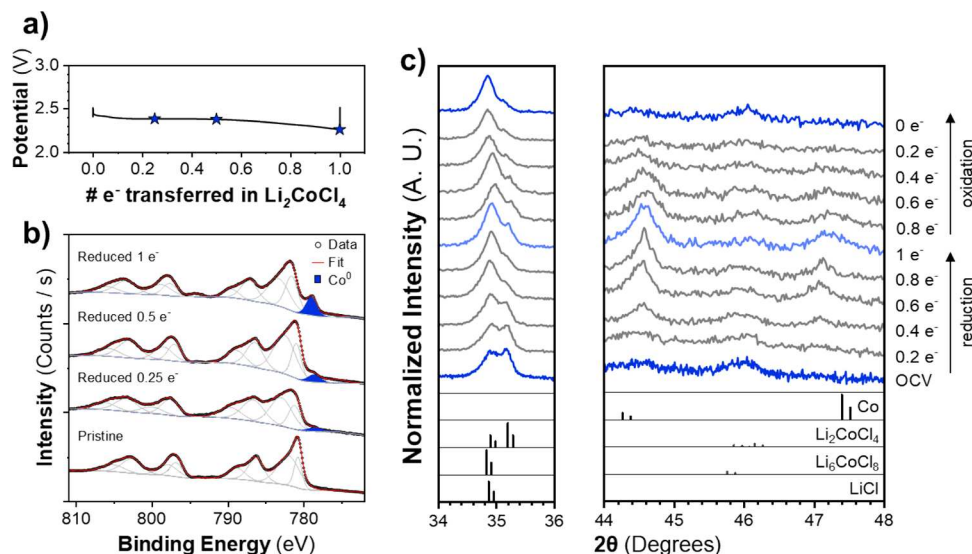 a)
Potential (V)
3.0
2.5
2.0
0.0 0.2 0.4 0.6 0.8 1.0
# e⁻ transferred in Li₂CoCl₄
b)
Intensity (Counts / s)
Reduced 1 e⁻
Data
Fit
Co⁰
Reduced 0.5 e⁻
Reduced 0.25 e⁻
Pristine
810 800 790 780
Binding Energy (eV)
c)
Normalized Intensity (A. U.)
0 e⁻
0.2 e⁻
0.4 e⁻
0.6 e⁻
0.8 e⁻
1 e⁻
0.8 e⁻
0.6 e⁻
0.4 e⁻
0.2 e⁻
OCV
oxidation
reduction
Co
Li₂CoCl₄
Li₆CoCl₈
LiCl
34 35 36
44 45 46 47 48
2θ (Degrees)